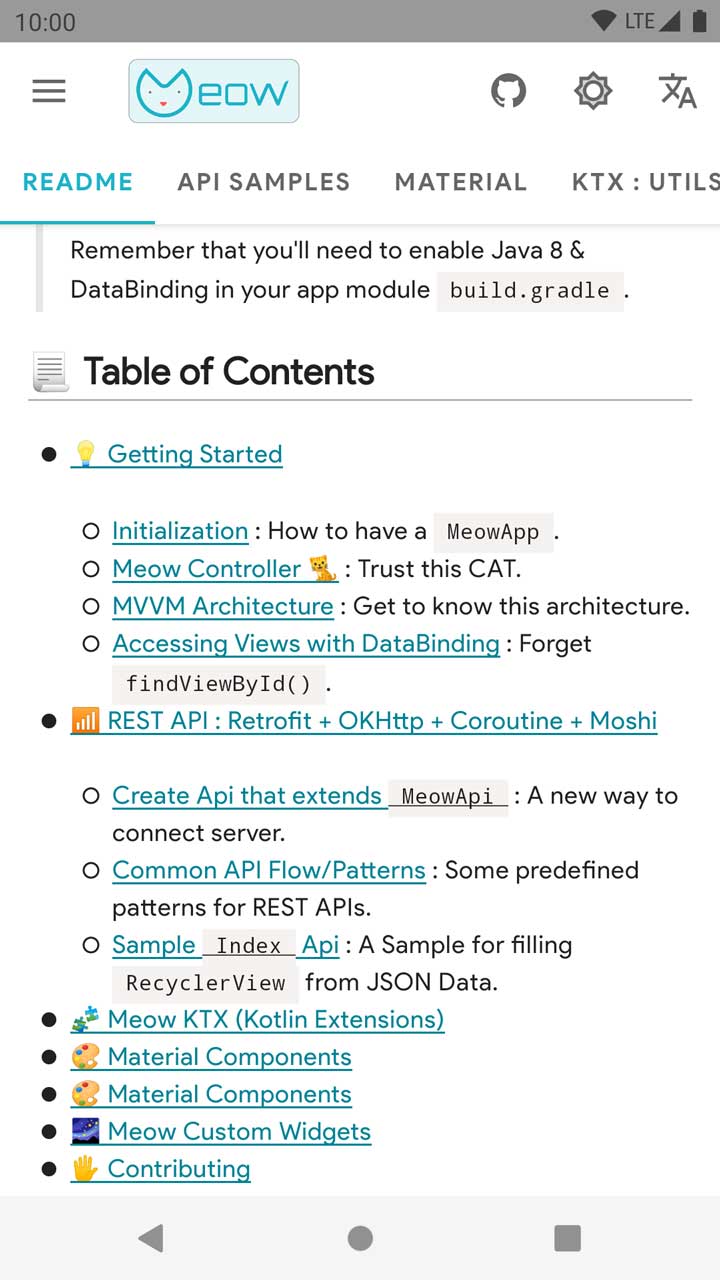 10:00
LTE
Meow
README
API SAMPLES
MATERIAL
KTX : UTILS
Remember that you'll need to enable Java 8 &
DataBinding in your app module build.gradle .
Table of Contents
Getting Started
Initialization : How to have a MeowApp .
Meow Controller : Trust this CAT.
MVVM Architecture : Get to know this architecture.
Accessing Views with DataBinding : Forget
findViewById() .
REST API : Retrofit + OKHttp + Coroutine + Moshi
Create Api that extends MeowApi : A new way to
connect server.
Common API Flow/Patterns : Some predefined
patterns for REST APIs.
Sample Index Api : A Sample for filling
RecyclerView from JSON Data.
Meow KTX (Kotlin Extensions)
Material Components
Material Components
Meow Custom Widgets
Contributing